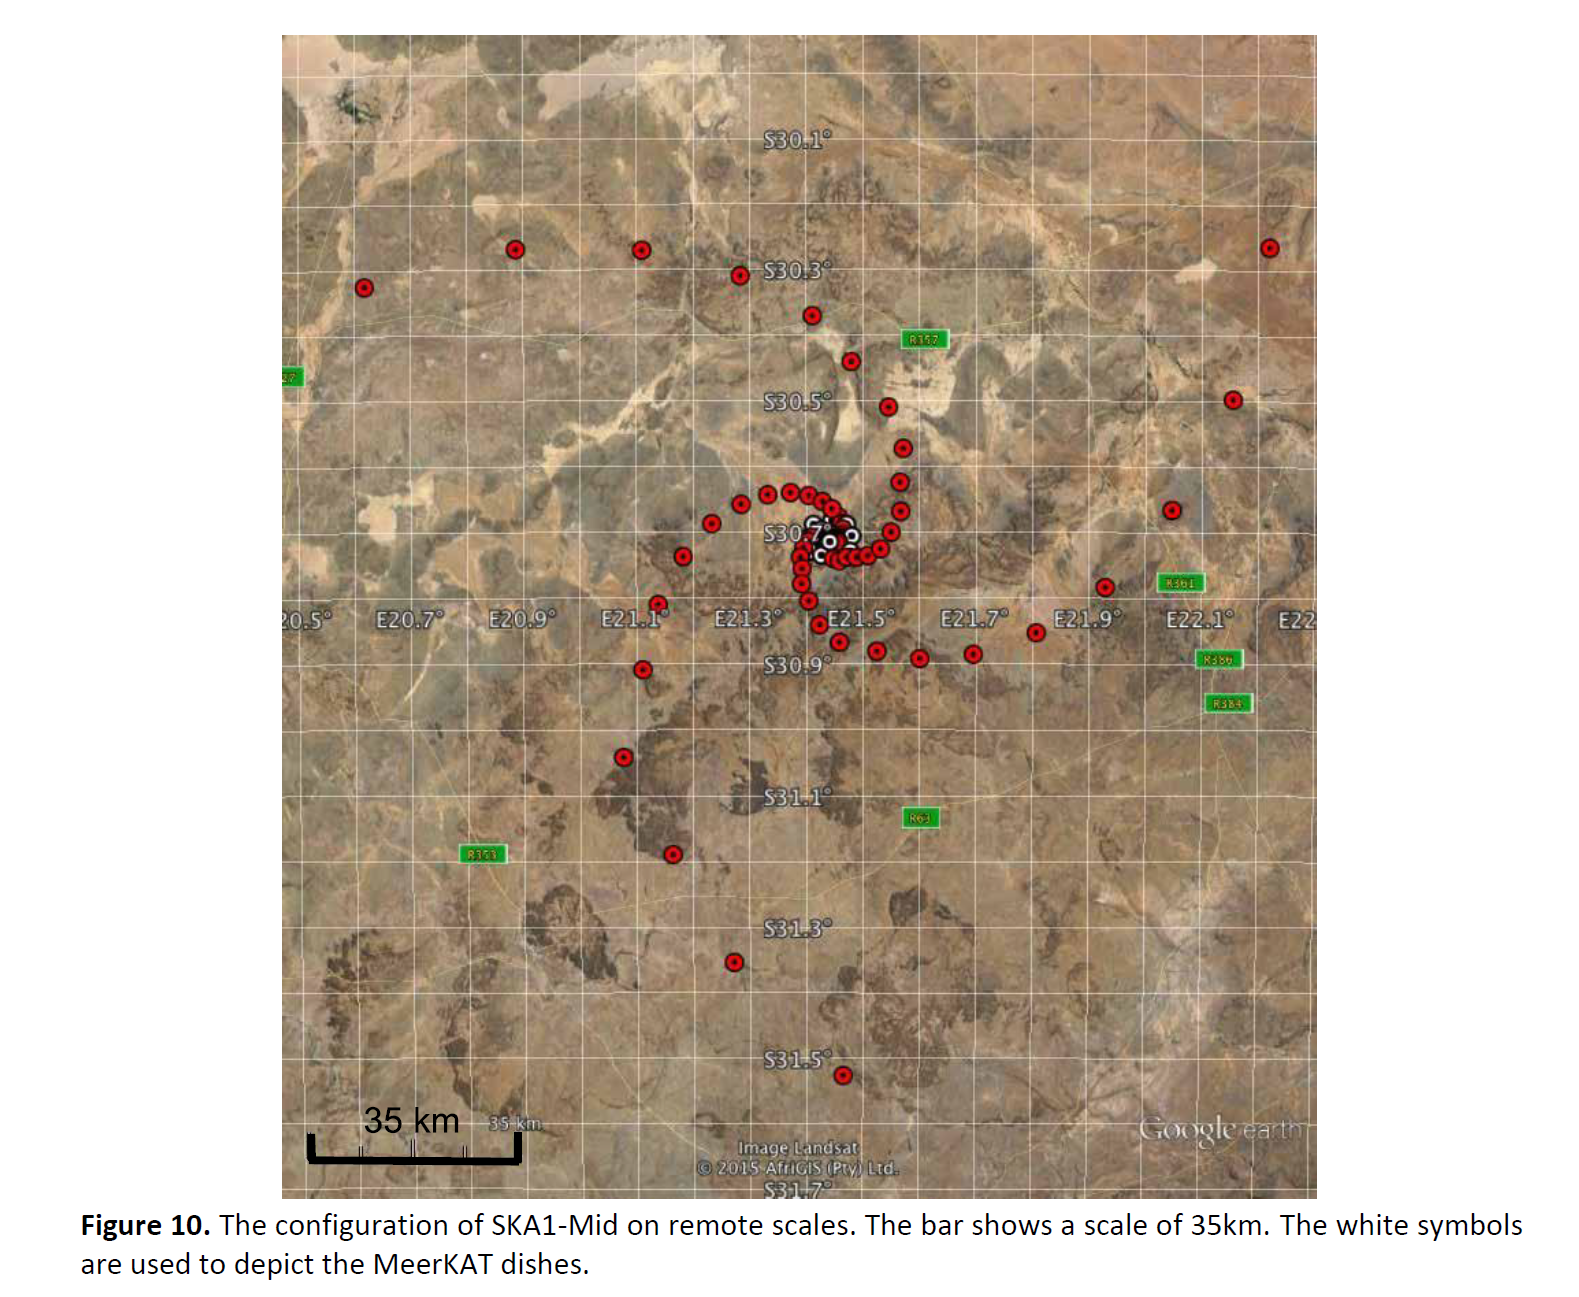 S30.1°
S30.3°
R357
27
S30.5°
S30.7°
R361
20.5° E20.7° E20.9° E21.1° E21.3° E21.5° E21.7° E21.9° E22.1° E22
S30.9°
R386
R384
S31.1°
R63
R353
S31.3°
S31.5°
35 km 35 km
Google earth
Image Landsat
© 2015 AfriGIS (Pty) Ltd.
S31.7°
Figure 10. The configuration of SKA1-Mid on remote scales. The bar shows a scale of 35km. The white symbols
are used to depict the MeerKAT dishes.